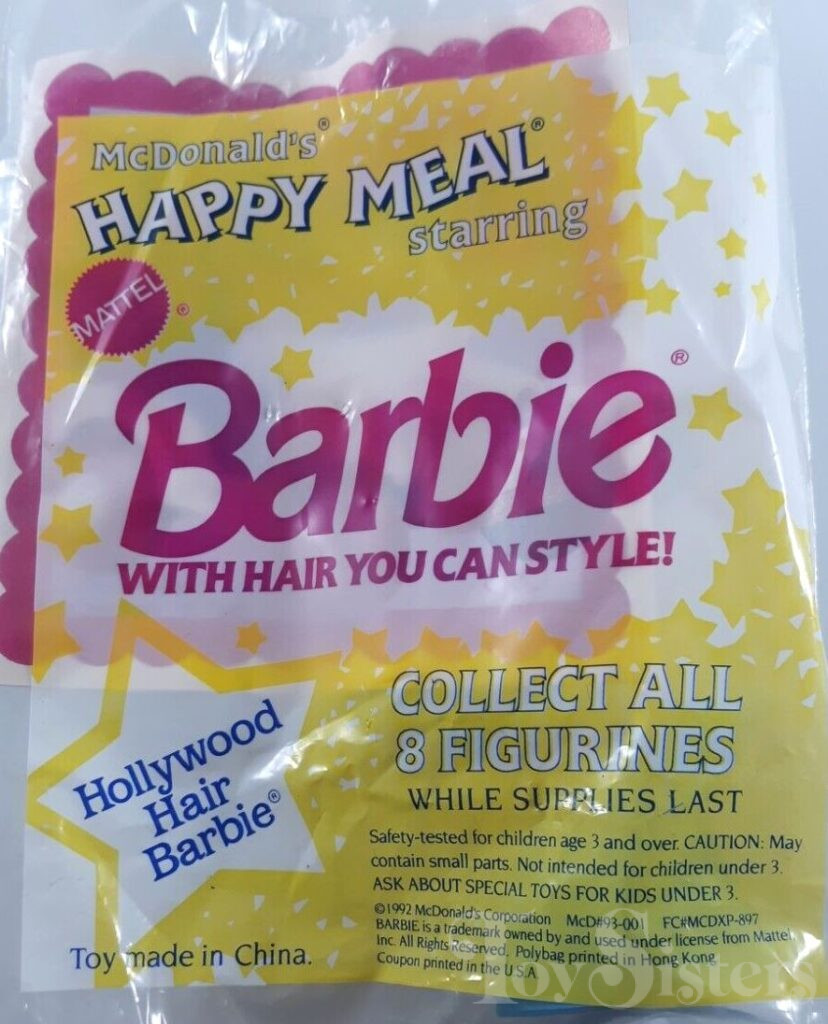 McDonald's®
HAPPY MEAL®
starring
MATTEL®
Barbie®
WITH HAIR YOU CAN STYLE!
Hollywood
Hair
Barbie®
COLLECT ALL
8 FIGURINES
WHILE SUPPLIES LAST
Safety-tested for children age 3 and over. CAUTION: May
contain small parts. Not intended for children under 3.
ASK ABOUT SPECIAL TOYS FOR KIDS UNDER 3.
©1992 McDonald's Corporation McD#93-001 FC#MCDXP-897
BARBIE is a trademark owned by and used under license from Mattel,
Inc. All Rights Reserved. Polybag printed in Hong Kong
Coupon printed in the U.S.A
Toy made in China.
ToySisters